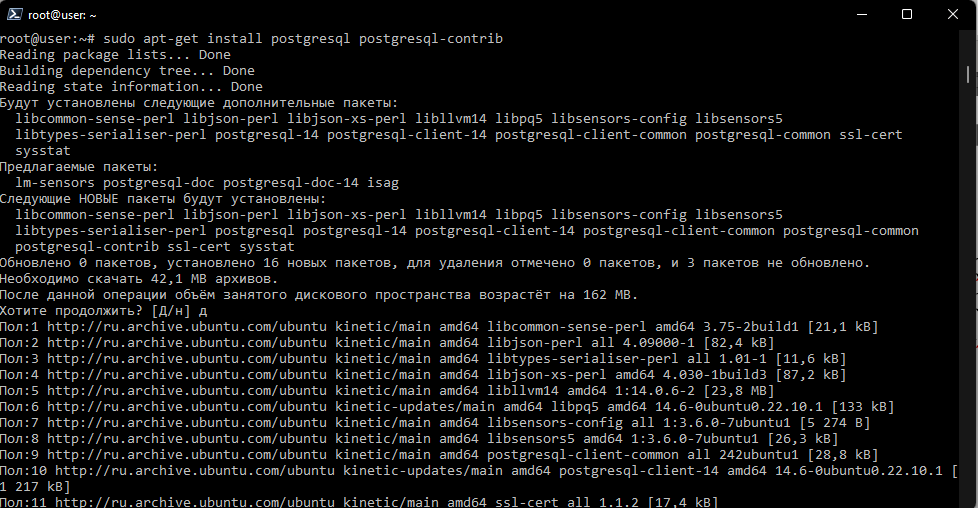 root@user: ~
root@user:~# sudo apt-get install postgresql postgresql-contrib
Reading package lists... Done
Building dependency tree... Done
Reading state information... Done
Будут установлены следующие дополнительные пакеты:
  libcommon-sense-perl libjson-perl libjson-xs-perl libllvm14 libpq5 libsensors-config libsensors5
  libtypes-serialiser-perl postgresql-14 postgresql-client-14 postgresql-client-common postgresql-common ssl-cert
  sysstat
Предлагаемые пакеты:
  lm-sensors postgresql-doc postgresql-doc-14 isag
Следующие НОВЫЕ пакеты будут установлены:
  libcommon-sense-perl libjson-perl libjson-xs-perl libllvm14 libpq5 libsensors-config libsensors5
  libtypes-serialiser-perl postgresql postgresql-14 postgresql-client-14 postgresql-client-common postgresql-common
  postgresql-contrib ssl-cert sysstat
Обновлено 0 пакетов, установлено 16 новых пакетов, для удаления отмечено 0 пакетов, и 3 пакетов не обновлено.
Необходимо скачать 42,1 MB архивов.
После данной операции объём занятого дискового пространства возрастёт на 162 MB.
Хотите продолжить? [Д/н] д
Пол:1 http://ru.archive.ubuntu.com/ubuntu kinetic/main amd64 libcommon-sense-perl amd64 3.75-2build1 [21,1 kB]
Пол:2 http://ru.archive.ubuntu.com/ubuntu kinetic/main amd64 libjson-perl all 4.09000-1 [82,4 kB]
Пол:3 http://ru.archive.ubuntu.com/ubuntu kinetic/main amd64 libtypes-serialiser-perl all 1.01-1 [11,6 kB]
Пол:4 http://ru.archive.ubuntu.com/ubuntu kinetic/main amd64 libjson-xs-perl amd64 4.030-1build3 [87,2 kB]
Пол:5 http://ru.archive.ubuntu.com/ubuntu kinetic/main amd64 libllvm14 amd64 1:14.0.6-2 [23,8 MB]
Пол:6 http://ru.archive.ubuntu.com/ubuntu kinetic-updates/main amd64 libpq5 amd64 14.6-0ubuntu0.22.10.1 [133 kB]
Пол:7 http://ru.archive.ubuntu.com/ubuntu kinetic/main amd64 libsensors-config all 1:3.6.0-7ubuntu1 [5 274 B]
Пол:8 http://ru.archive.ubuntu.com/ubuntu kinetic/main amd64 libsensors5 amd64 1:3.6.0-7ubuntu1 [26,3 kB]
Пол:9 http://ru.archive.ubuntu.com/ubuntu kinetic/main amd64 postgresql-client-common all 242ubuntu1 [28,8 kB]
Пол:10 http://ru.archive.ubuntu.com/ubuntu kinetic-updates/main amd64 postgresql-client-14 amd64 14.6-0ubuntu0.22.10.1 [
1 217 kB]
Пол:11 http://ru.archive.ubuntu.com/ubuntu kinetic/main amd64 ssl-cert all 1.1.2 [17,4 kB]